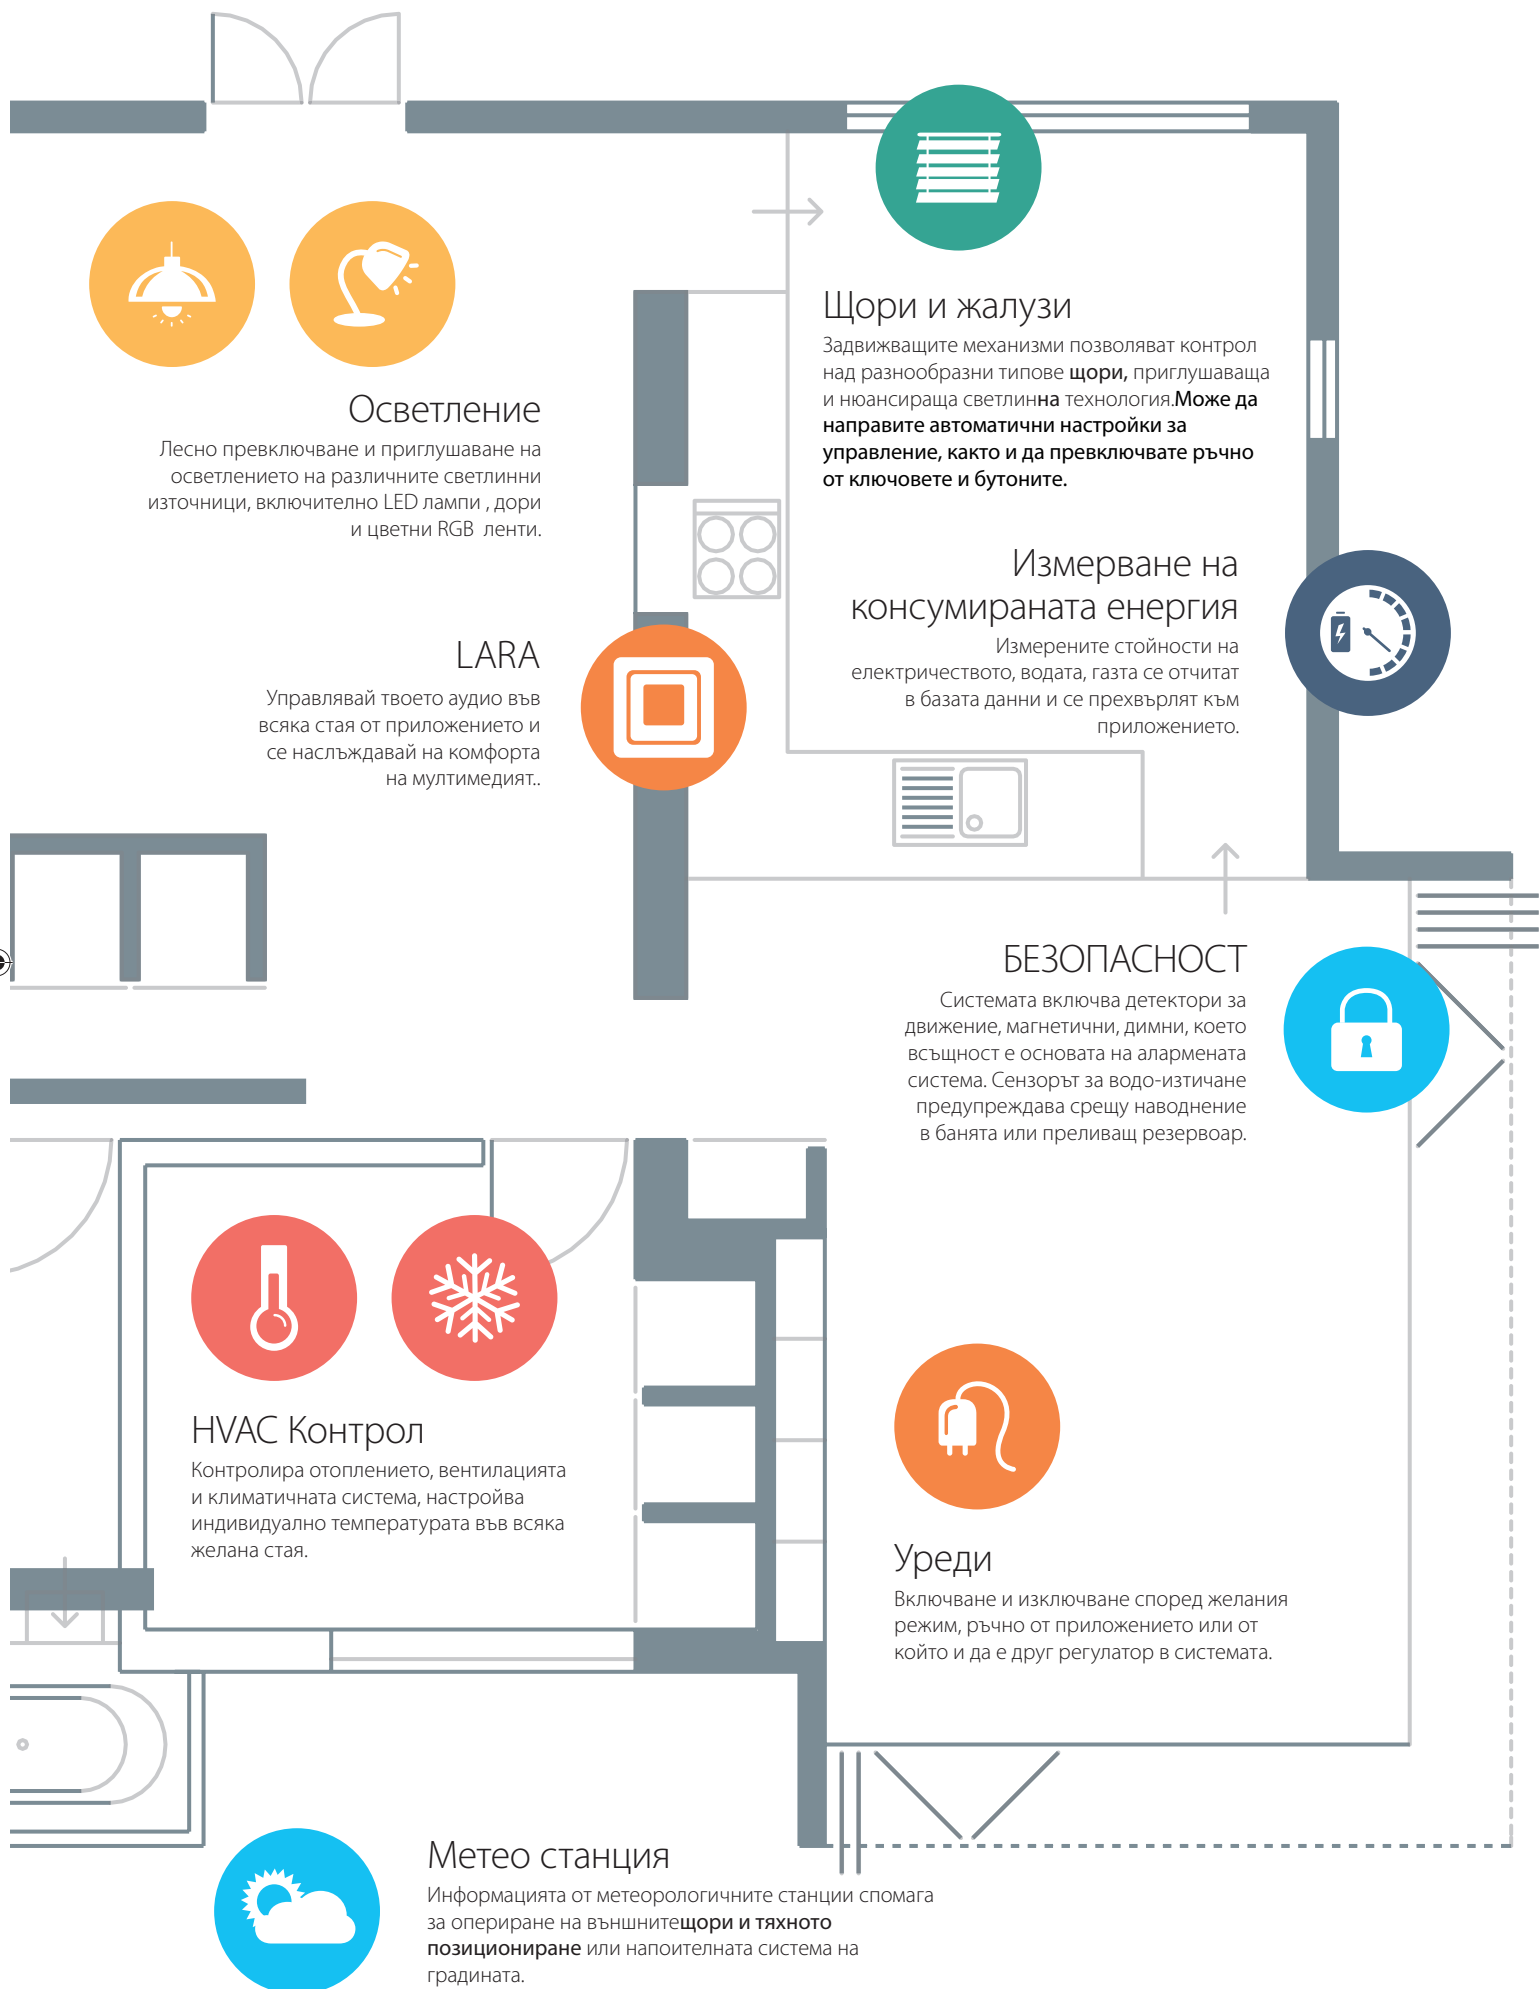 Осветление
Лесно превключване и приглушаване на
осветлението на различните светлинни
източници, включително LED лампи , дори
и цветни RGB ленти.
Щори и жалузи
Задвижващите механизми позволяват контрол
над разнообразни типове щори, приглушаваща
и нюансираща светлинна технология.Може да
направите автоматични настройки за
управление, както и да превключвате ръчно
от ключовете и бутоните.
Измерване на
консумираната енергия
Измерените стойности на
електричеството, водата, газта се отчитат
в базата данни и се прехвърлят към
приложението.
LARA
Управлявай твоето аудио във
всяка стая от приложението и
се наслъждавай на комфорта
на мултимедият..
БЕЗОПАСНОСТ
Системата включва детектори за
движение, магнетични, димни, което
всъщност е основата на алармената
система. Сензорът за водо-изтичане
предупреждава срещу наводнение
в банята или преливащ резервоар.
HVAC Контрол
Контролира отоплението, вентилацията
и климатичната система, настройва
индивидуално температурата във всяка
желана стая.
Уреди
Включване и изключване според желания
режим, ръчно от приложението или от
който и да е друг регулатор в системата.
Метео станция
Информацията от метеорологичните станции спомага
за опериране на външнитещори и тяхното
позициониране или напоителната система на
градината.